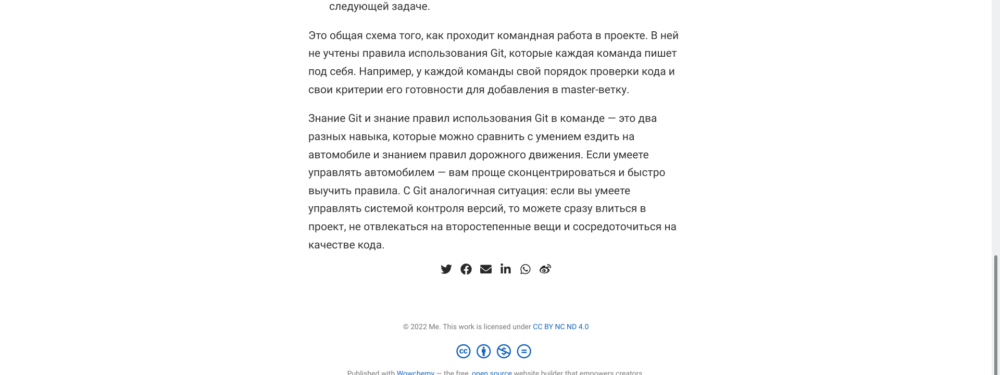 следующей задаче.
Это общая схема того, как проходит командная работа в проекте. В ней
не учтены правила использования Git, которые каждая команда пишет
под себя. Например, у каждой команды свой порядок проверки кода и
свои критерии его готовности для добавления в master-ветку.
Знание Git и знание правил использования Git в команде — это два
разных навыка, которые можно сравнить с умением ездить на
автомобиле и знанием правил дорожного движения. Если умеете
управлять автомобилем — вам проще сконцентрироваться и быстро
выучить правила. С Git аналогичная ситуация: если вы умеете
управлять системой контроля версий, то можете сразу влиться в
проект, не отвлекаться на второстепенные вещи и сосредоточиться на
качестве кода.
© 2022 Me. This work is licensed under CC BY NC ND 4.0
Published with Wowchemy — the free, open source website builder that empowers creators.